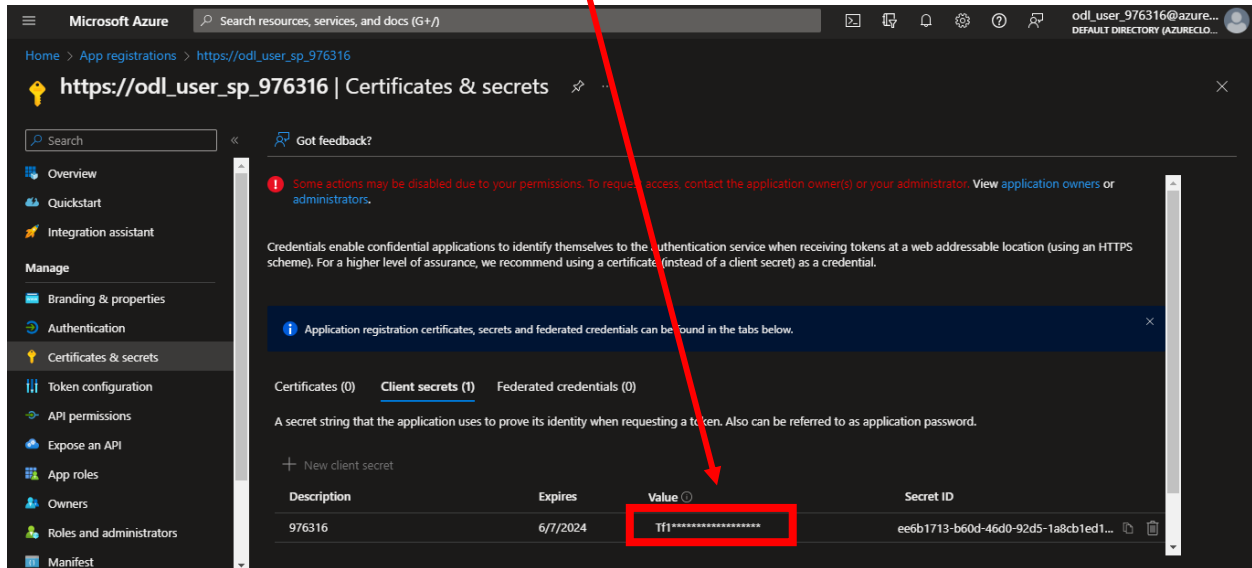 Microsoft Azure
Search resources, services, and docs (G+/)
odl_user_976316@azure...
DEFAULT DIRECTORY (AZURECLO...
Home > App registrations > https://odl_user_sp_976316
https://odl_user_sp_976316 | Certificates & secrets
Search
Got feedback?
Overview
Quickstart
Integration assistant
Manage
Branding & properties
Authentication
Certificates & secrets
Token configuration
API permissions
Expose an API
App roles
Owners
Roles and administrators
Manifest
Some actions may be disabled due to your permissions. To request access, contact the application owner(s) or your administrator. View application owners or
administrators.
Credentials enable confidential applications to identify themselves to the authentication service when receiving tokens at a web addressable location (using an HTTPS
scheme). For a higher level of assurance, we recommend using a certificate (instead of a client secret) as a credential.
Application registration certificates, secrets and federated credentials can be found in the tabs below.
Certificates (0) Client secrets (1) Federated credentials (0)
A secret string that the application uses to prove its identity when requesting a token. Also can be referred to as application password.
New client secret
Description Expires Value Secret ID
976316 6/7/2024 Tf1****************** ee6b1713-b60d-46d0-92d5-1a8cb1ed1...